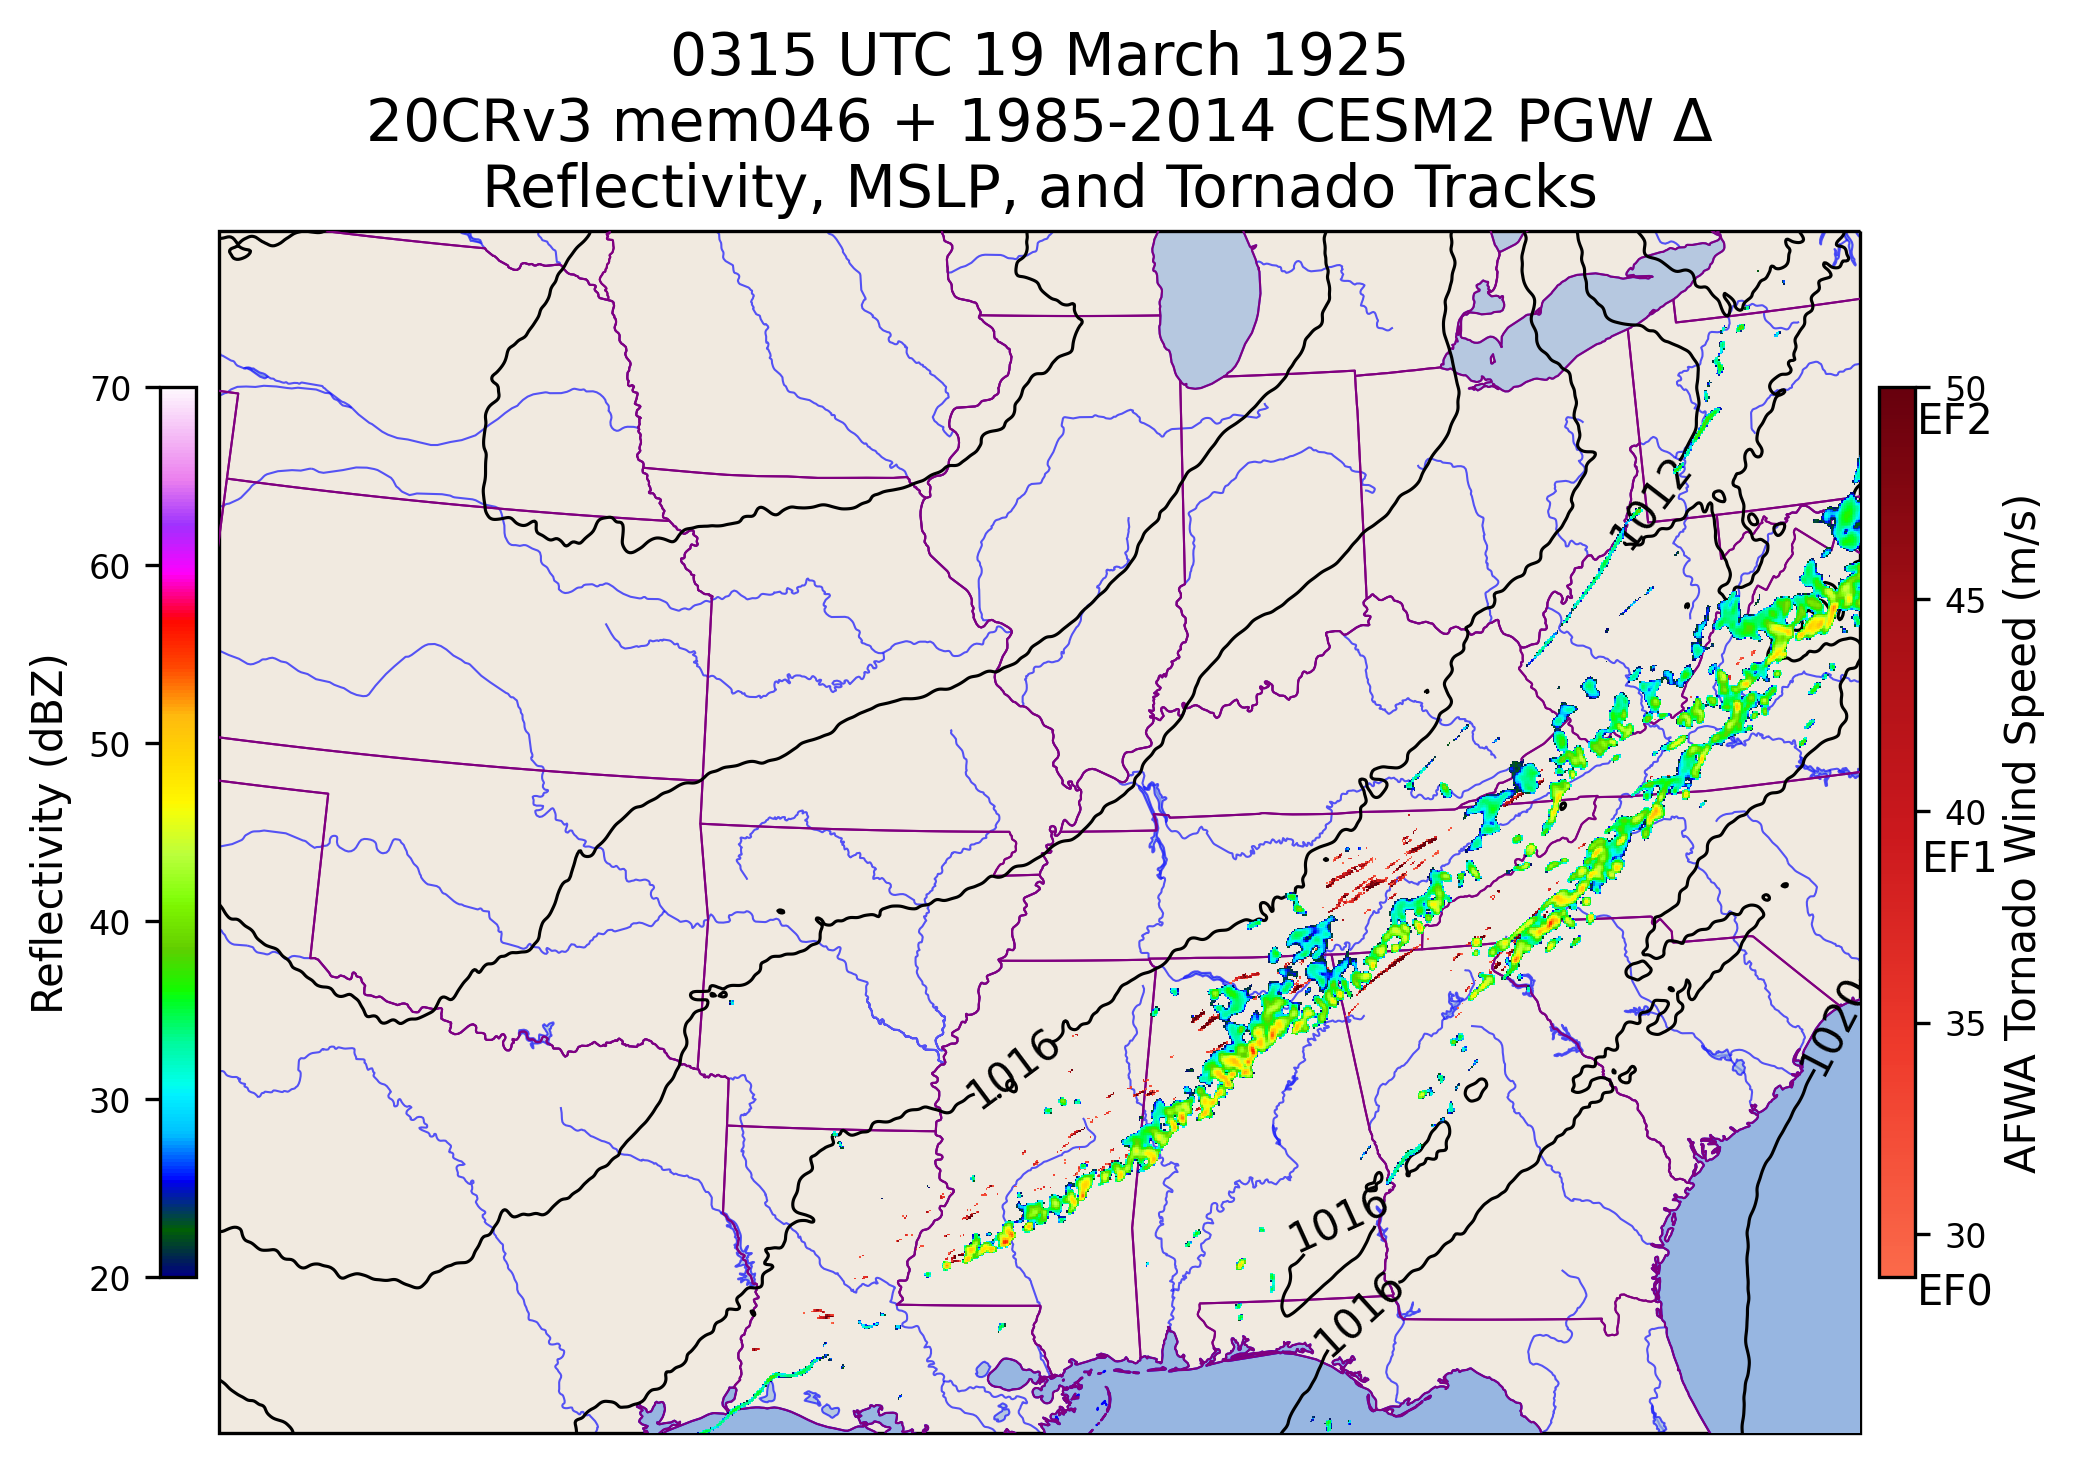 0315 UTC 19 March 1925
20CRv3 mem046 + 1985-2014 CESM2 PGW Δ
Reflectivity, MSLP, and Tornado Tracks
Reflectivity (dBZ)
70
60
50
40
30
20
1012
1016
1016
1016
1020
50
EF2
45
40
EF1
35
30
EF0
AFWA Tornado Wind Speed (m/s)